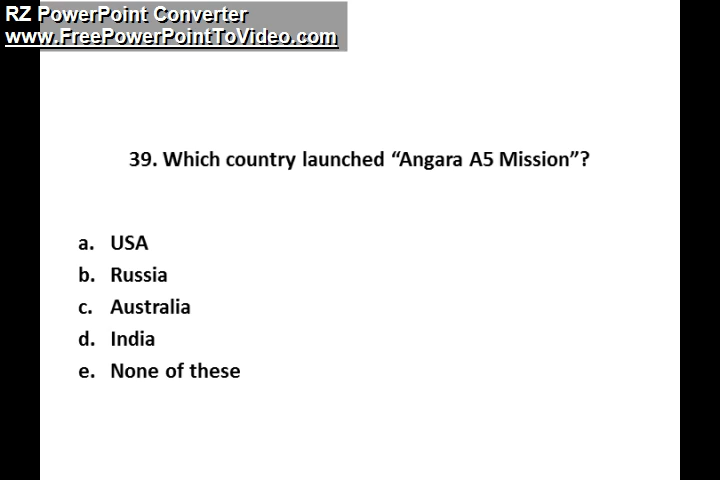 RZ PowerPoint Converter
www.FreePowerPointToVideo.com
39. Which country launched “Angara A5 Mission”?
a. USA
b. Russia
c. Australia
d. India
e. None of these